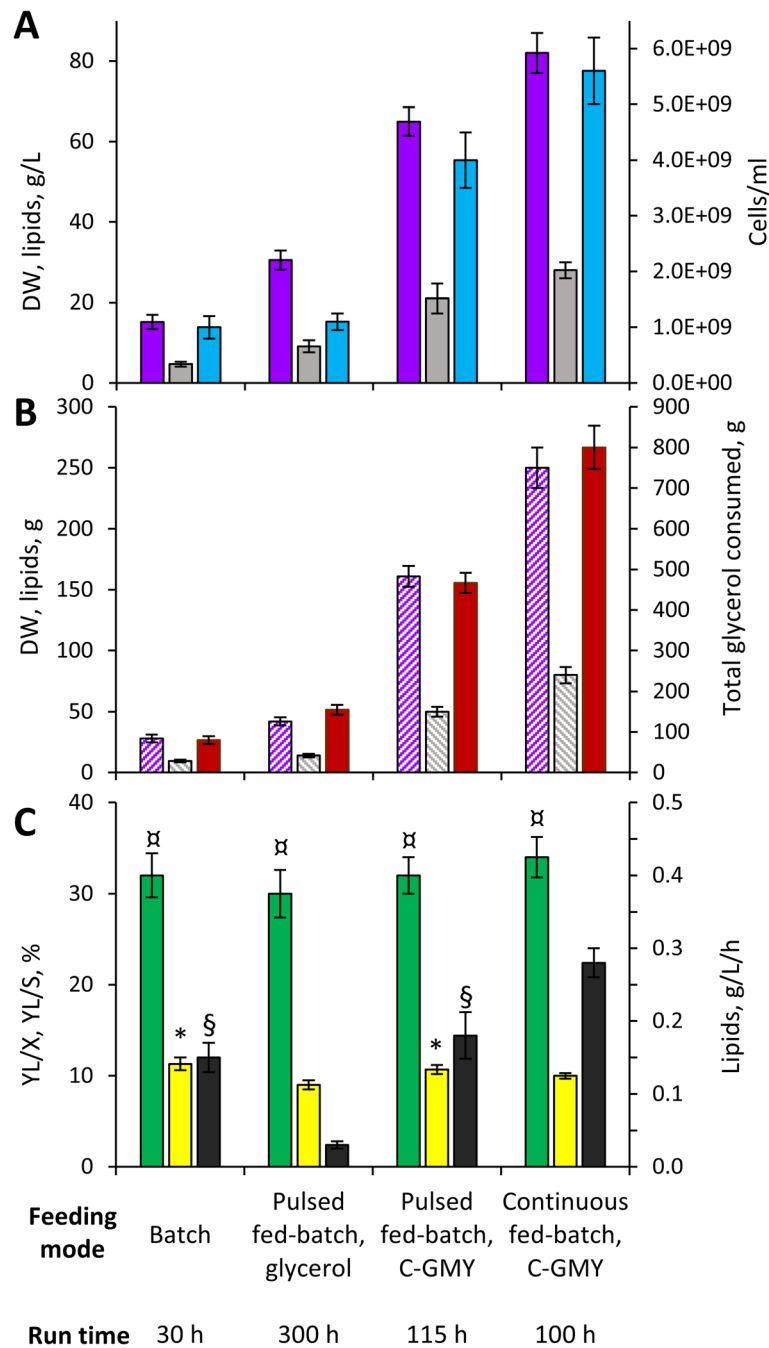 A
80
60
40
20
0
DW, lipids, g/L
6.0E+09
5.0E+09
4.0E+09
3.0E+09
2.0E+09
1.0E+09
0.0E+00
Cells/ml
B
300
250
200
150
100
50
0
DW, lipids, g
900
800
700
600
500
400
300
200
100
0
Total glycerol consumed, g
C
40
30
20
10
0
YL/X, YL/S, %
¤
*
§
¤
¤
*
§
¤
0.5
0.4
0.3
0.2
0.1
0.0
Lipids, g/L/h
Feeding
mode
Batch
Pulsed
fed-batch,
glycerol
Pulsed
fed-batch,
C-GMY
Continuous
fed-batch,
C-GMY
Run time
30 h
300 h
115 h
100 h